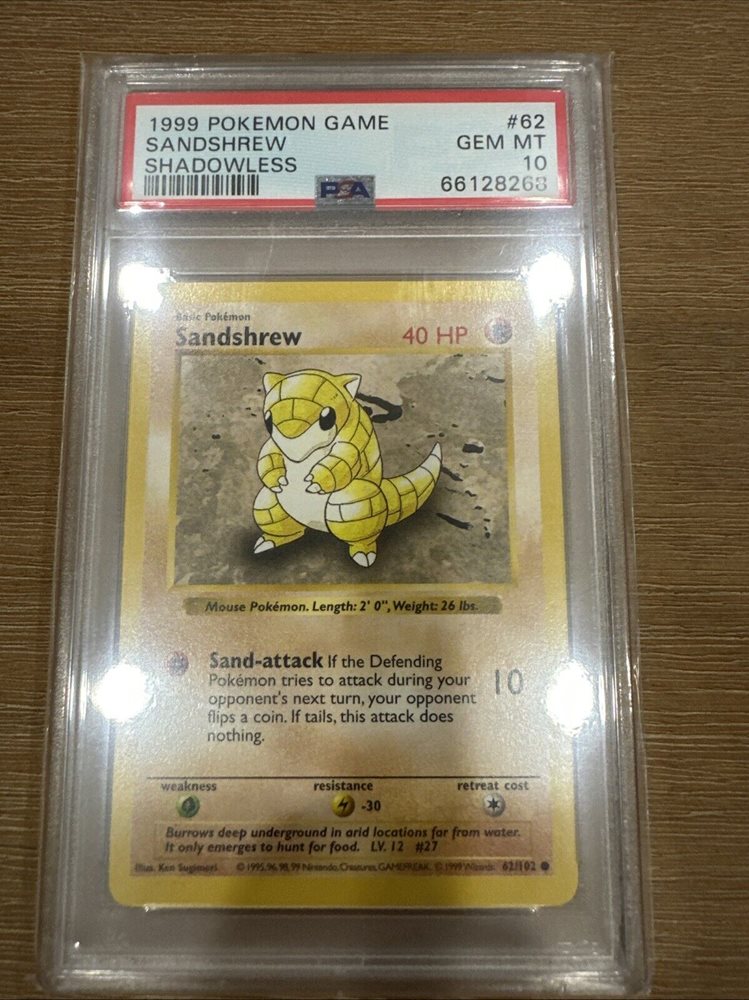 1999 POKEMON GAME #62
SANDSHREW GEM MT
SHADOWLESS 10
PSA 66128268
Basic Pokémon
Sandshrew 40 HP
Mouse Pokémon. Length: 2' 0", Weight: 26 lbs.
Sand-attack If the Defending
Pokémon tries to attack during your
opponent's next turn, your opponent
flips a coin. If tails, this attack does
nothing.
10
weakness resistance retreat cost
-30
Burrows deep underground in arid locations far from water.
It only emerges to hunt for food. LV. 12 #27
Illus. Ken Sugimori © 1995, 96, 98, 99 Nintendo, Creatures, GAMEFREAK. © 1999 Wizards. 62/102